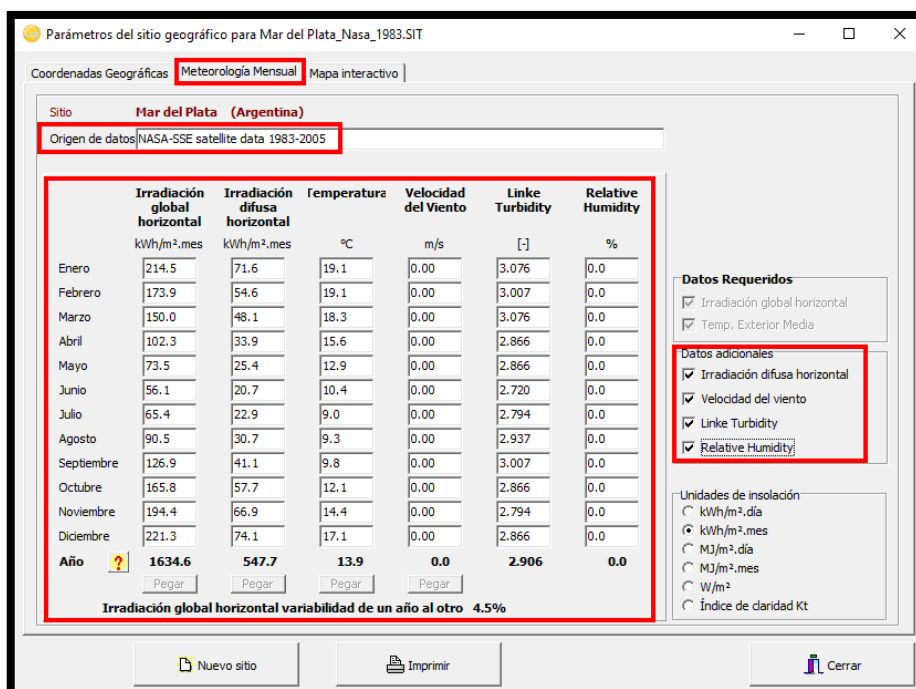 Parámetros del sitio geográfico para Mar del Plata_Nasa_1983.SIT
Coordenadas Geográficas Meteorología Mensual Mapa interactivo
Sitio Mar del Plata (Argentina)
Origen de datos NASA-SSE satellite data 1983-2005
Irradiación Irradiación Temperatura Velocidad Linke Relative
global difusa del Viento Turbidity Humidity
horizontal horizontal
kWh/m².mes kWh/m².mes ºC m/s [-] %
Enero 214.5 71.6 19.1 0.00 3.076 0.0
Febrero 173.9 54.6 19.1 0.00 3.007 0.0
Marzo 150.0 48.1 18.3 0.00 3.076 0.0
Abril 102.3 33.9 15.6 0.00 2.866 0.0
Mayo 73.5 25.4 12.9 0.00 2.866 0.0
Junio 56.1 20.7 10.4 0.00 2.720 0.0
Julio 65.4 22.9 9.0 0.00 2.794 0.0
Agosto 90.5 30.7 9.3 0.00 2.937 0.0
Septiembre 126.9 41.1 9.8 0.00 3.007 0.0
Octubre 165.8 57.7 12.1 0.00 2.866 0.0
Noviembre 194.4 66.9 14.4 0.00 2.794 0.0
Diciembre 221.3 74.1 17.1 0.00 2.866 0.0
Año ? 1634.6 547.7 13.9 0.0 2.906 0.0
Pegar Pegar Pegar Pegar
Irradiación global horizontal variabilidad de un año al otro 4.5%
Datos Requeridos
Irradiación global horizontal
Temp. Exterior Media
Datos adicionales
Irradiación difusa horizontal
Velocidad del viento
Linke Turbidity
Relative Humidity
Unidades de insolación
kWh/m².día
kWh/m².mes
MJ/m².día
MJ/m².mes
W/m²
Índice de claridad Kt
Nuevo sitio Imprimir Cerrar